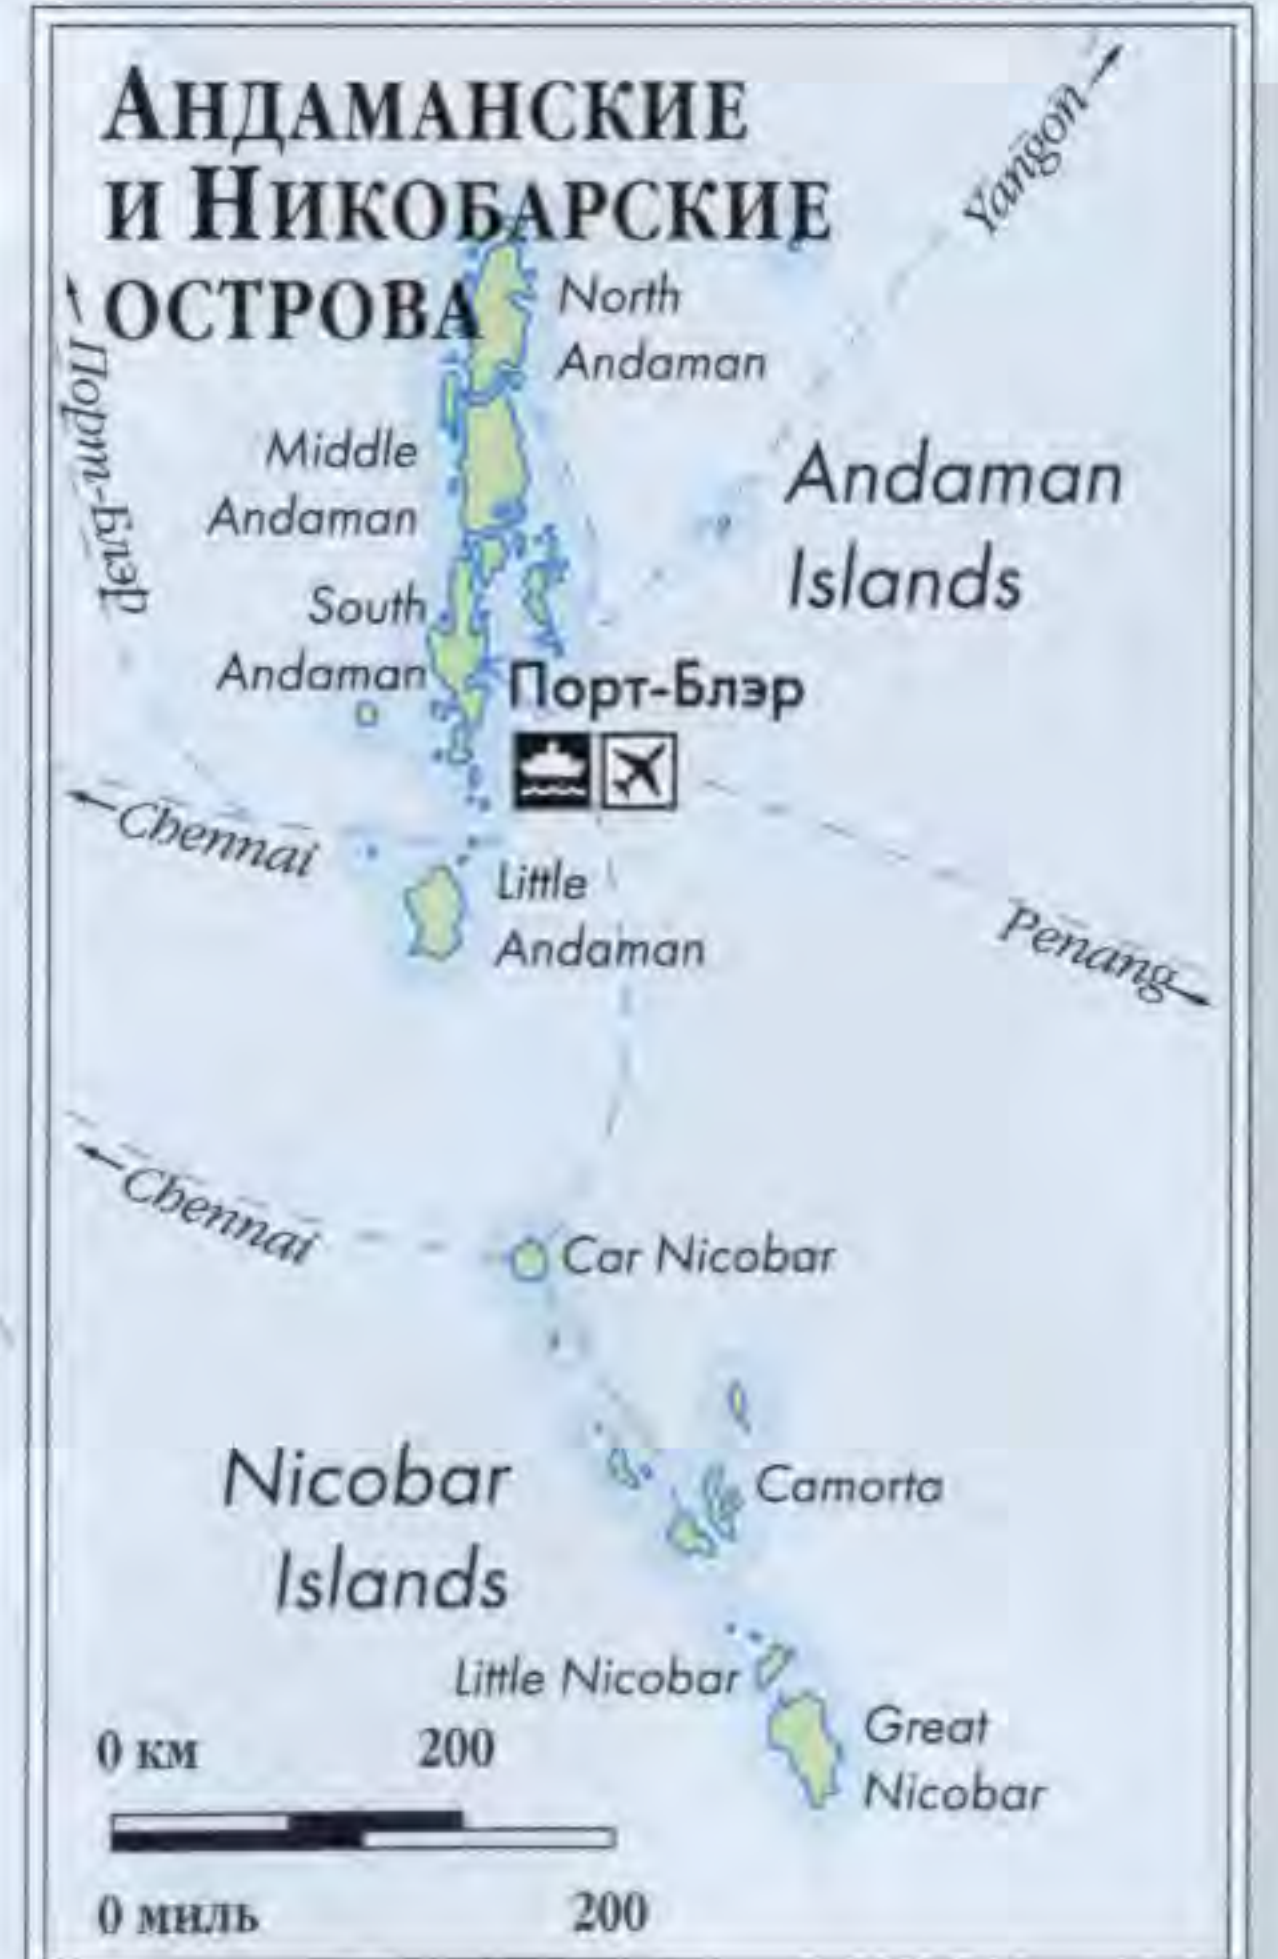 АНДАМАНСКИЕ
И НИКОБАРСКИЕ
ОСТРОВА
Yangon
Порт-Блэр
North
Andaman
Middle
Andaman
Andaman
Islands
South
Andaman
Порт-Блэр
Chennai
Little
Andaman
Penang
Chennai
Car Nicobar
Nicobar
Islands
Camorta
Little Nicobar
Great
Nicobar
0 км 200
0 миль 200